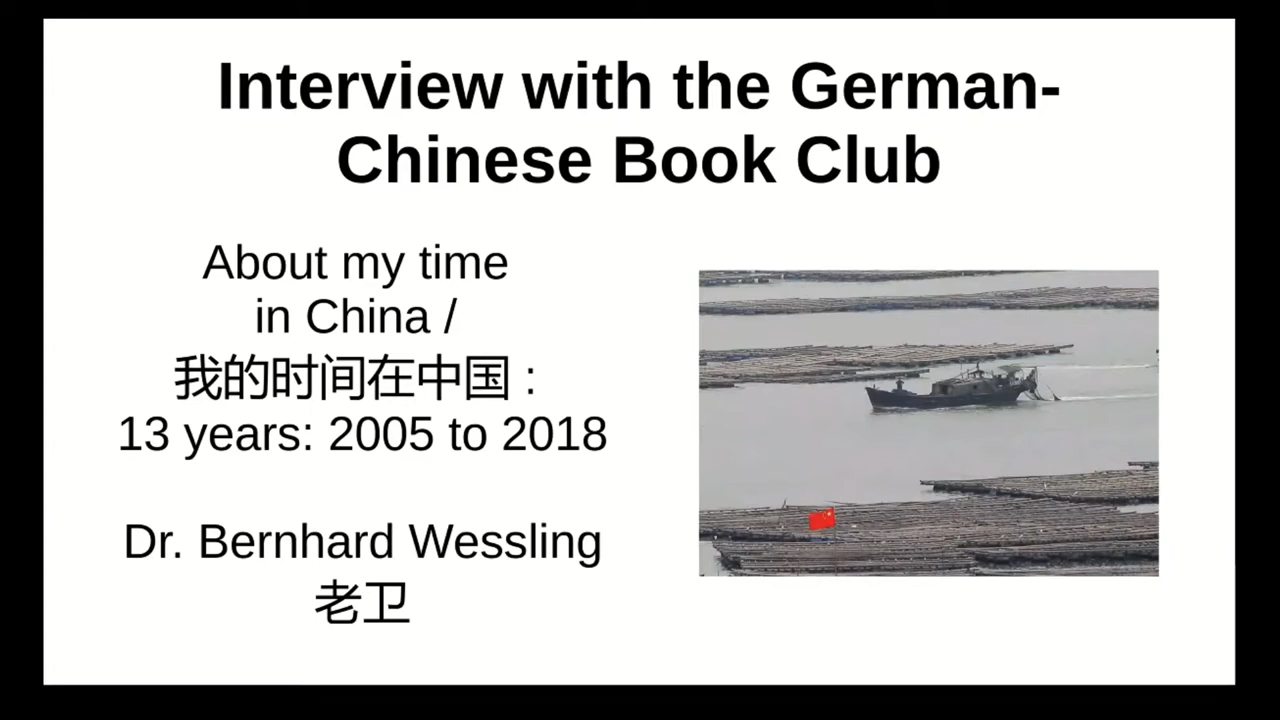 Interview with the German-
Chinese Book Club
About my time
in China /
我的时间在中国 :
13 years: 2005 to 2018
Dr. Bernhard Wessling
老卫